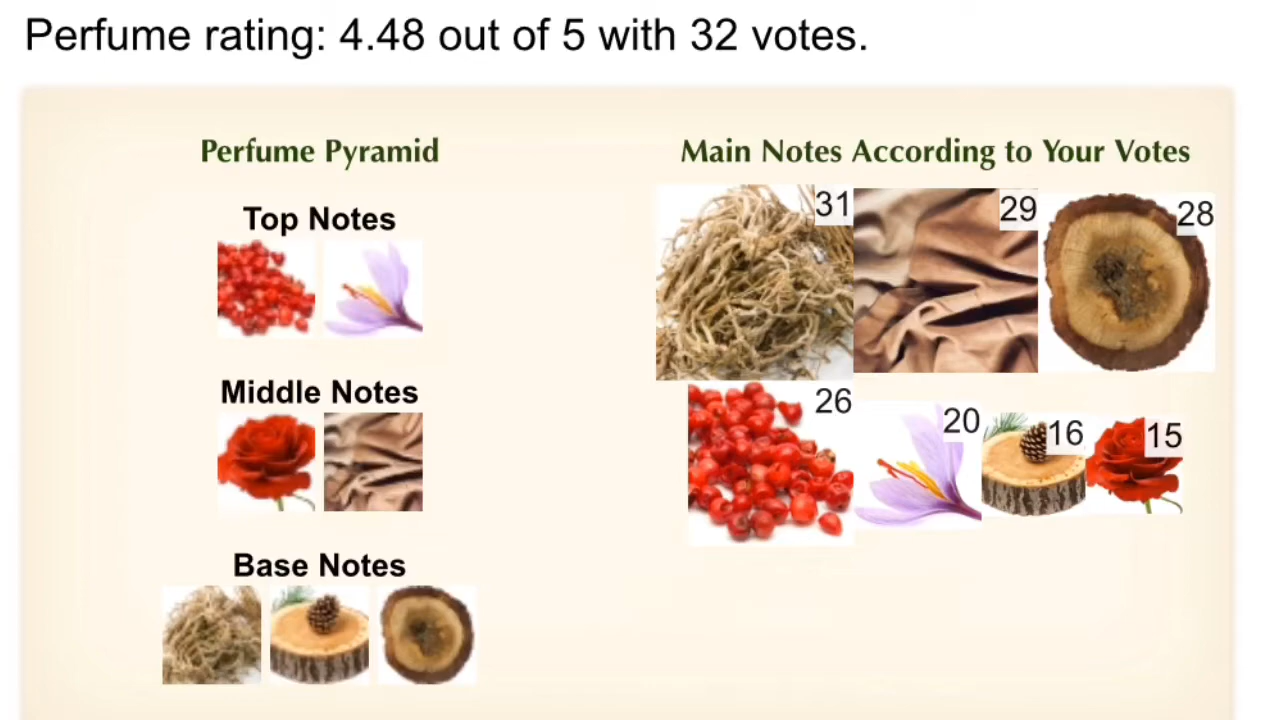 Perfume rating: 4.48 out of 5 with 32 votes.
Perfume Pyramid
Top Notes
Middle Notes
Base Notes
Main Notes According to Your Votes
31 29 28
26 20 16 15